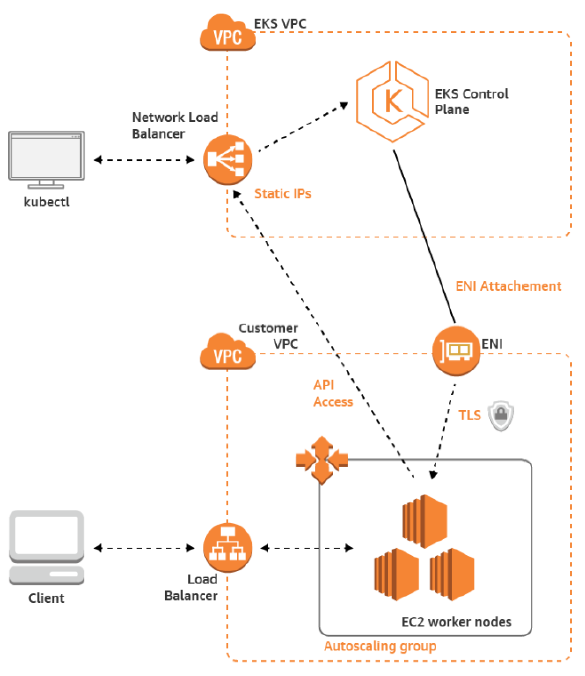 VPC
EKS VPC
EKS Control
Plane
K
Network Load
Balancer
kubectl
Static IPs
ENI Attachement
Customer
VPC
VPC
ENI
API
Access
TLS
Client
Load
Balancer
EC2 worker nodes
Autoscaling group